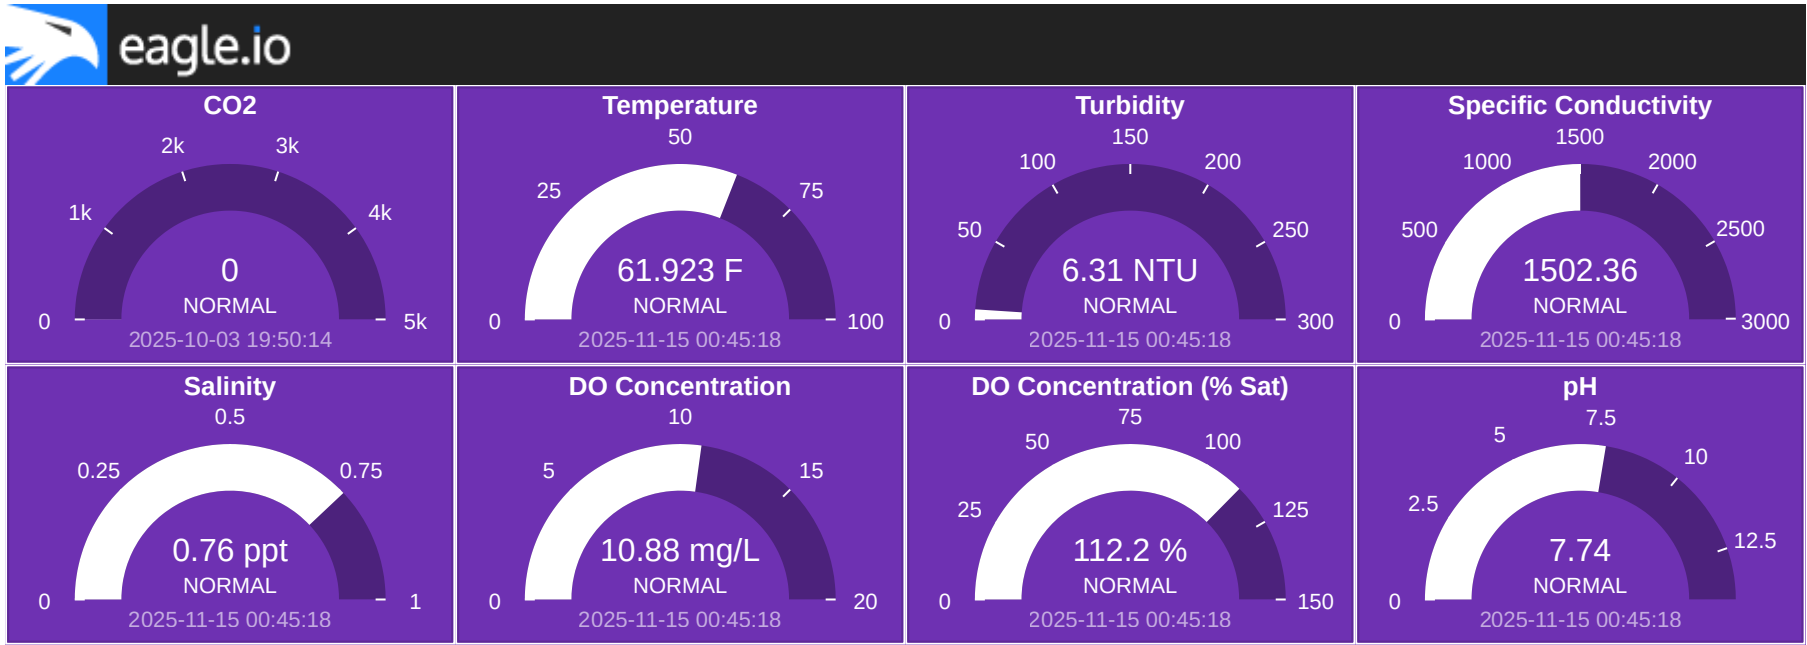 eagle.io
CO2
2k
3k
1k
4k
0
NORMAL
0
5k
2025-10-03 19:50:14
Temperature
50
25
75
61.923 F
NORMAL
0
100
2025-11-15 00:45:18
Turbidity
150
100
200
50
250
6.31 NTU
NORMAL
0
300
2025-11-15 00:45:18
Specific Conductivity
1500
1000
2000
500
2500
1502.36
NORMAL
0
3000
2025-11-15 00:45:18
Salinity
0.5
0.25
0.75
0.76 ppt
NORMAL
0
1
2025-11-15 00:45:18
DO Concentration
10
5
15
10.88 mg/L
NORMAL
0
20
2025-11-15 00:45:18
DO Concentration (% Sat)
75
50
100
25
125
112.2 %
NORMAL
0
150
2025-11-15 00:45:18
pH
7.5
5
10
2.5
12.5
7.74
NORMAL
0
2025-11-15 00:45:18